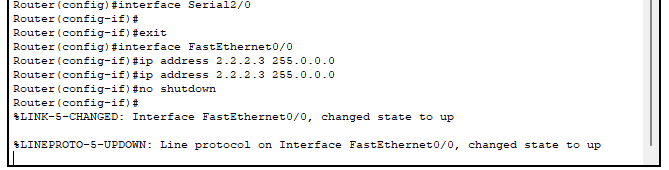 Router(config)#interface Serial2/0
Router(config-if)#
Router(config-if)#exit
Router(config)#interface FastEthernet0/0
Router(config-if)#ip address 2.2.2.3 255.0.0.0
Router(config-if)#ip address 2.2.2.3 255.0.0.0
Router(config-if)#no shutdown
Router(config-if)#
%LINK-5-CHANGED: Interface FastEthernet0/0, changed state to up
%LINEPROTO-5-UPDOWN: Line protocol on Interface FastEthernet0/0, changed state to up